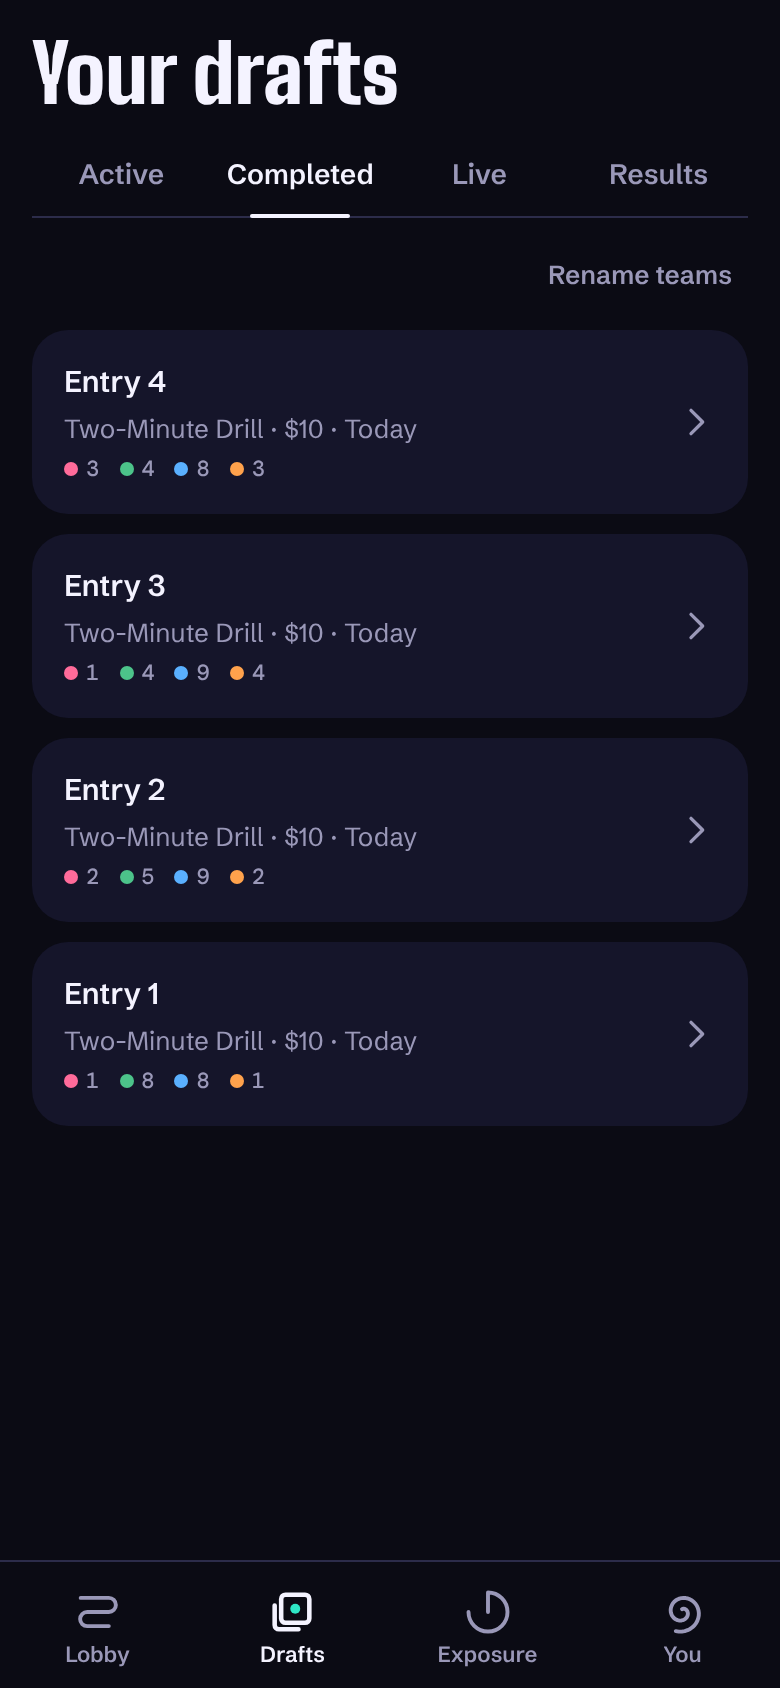 Your drafts
Active Completed Live Results
Rename teams
Entry 4
Two-Minute Drill · $10 · Today
3 4 8 3
Entry 3
Two-Minute Drill · $10 · Today
1 4 9 4
Entry 2
Two-Minute Drill · $10 · Today
2 5 9 2
Entry 1
Two-Minute Drill · $10 · Today
1 8 8 1
Lobby Drafts Exposure You